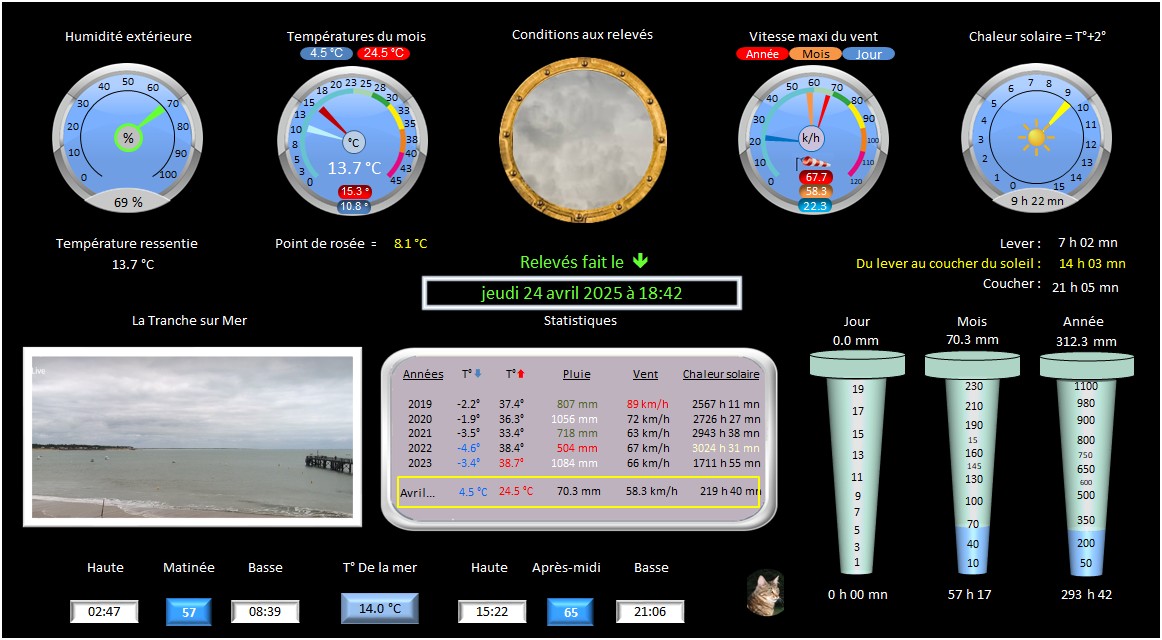 Humidité extérieure
Températures du mois
4.5 °C 24.5 °C
Conditions aux relevés
Vitesse maxi du vent
Année Mois Jour
Chaleur solaire = T°+2°
0 10 20 30 40 50 60 70 80 90 100
%
69 %
0 3 5 8 10 13 15 18 20 23 25 28 30 33 35 38 40 43 45
°C
13.7 °C
15.3 °
10.8 °
0 10 20 30 40 50 60 70 80 90 100 110 120
k/h
67.7
58.3
22.3
0 1 2 3 4 5 6 7 8 9 10 11 12 13 14 15
9 h 22 mn
Température ressentie
13.7 °C
Point de rosée = 8.1 °C
Relevés fait le
jeudi 24 avril 2025 à 18:42
Lever : 7 h 02 mn
Du lever au coucher du soleil : 14 h 03 mn
Coucher : 21 h 05 mn
La Tranche sur Mer
Live
Statistiques
Années T° T° Pluie Vent Chaleur solaire
2019 -2.2° 37.4° 807 mm 89 km/h 2567 h 11 mn
2020 -1.9° 36.3° 1056 mm 72 km/h 2726 h 27 mn
2021 -3.5° 33.4° 718 mm 63 km/h 2943 h 38 mn
2022 -4.6° 38.4° 504 mm 67 km/h 3024 h 31 mn
2023 -3.4° 38.7° 1084 mm 66 km/h 1711 h 55 mn
Avril... 4.5 °C 24.5 °C 70.3 mm 58.3 km/h 219 h 40 mn
Jour
0.0 mm
19
17
15
13
11
9
7
5
3
1
0 h 00 mn
Mois
70.3 mm
230
210
190
15
160
145
130
100
70
40
10
57 h 17
Année
312.3 mm
1100
980
900
800
750
650
600
500
350
200
50
293 h 42
Haute Matinée Basse
02:47 57 08:39
T° De la mer
14.0 °C
Haute Après-midi Basse
15:22 65 21:06